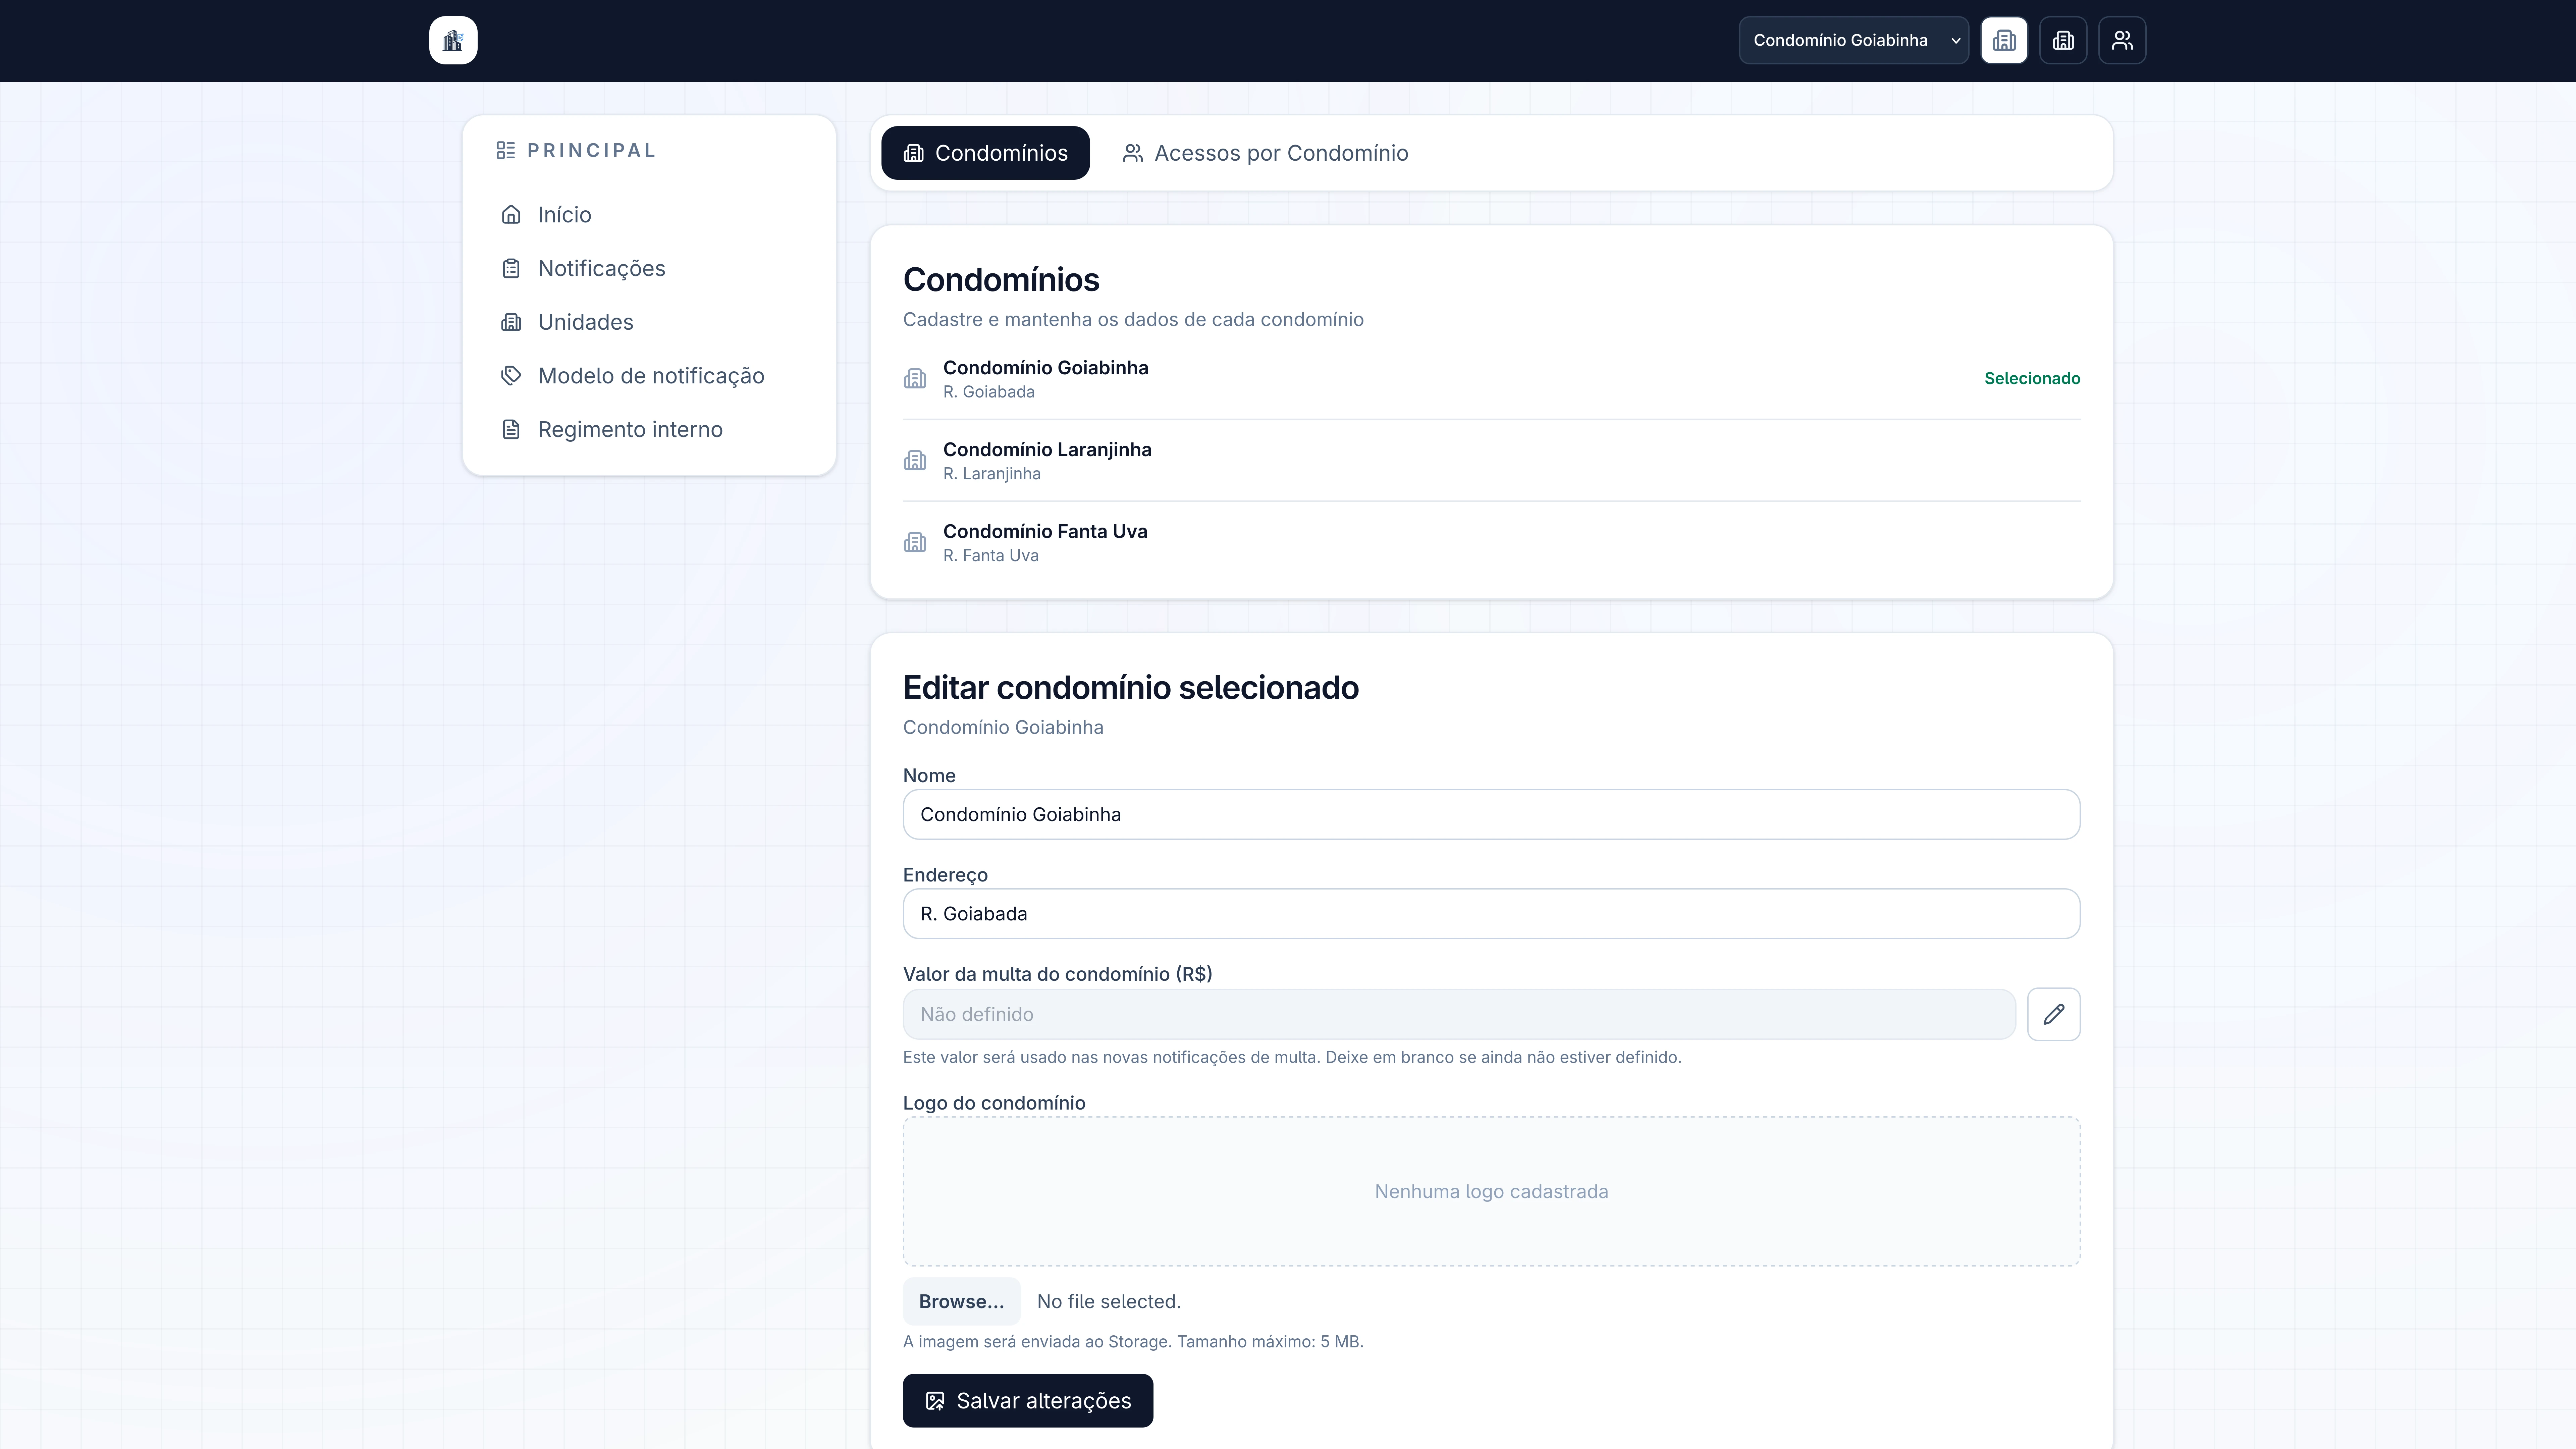 Condomínio Goiabinha
PRINCIPAL
Início
Notificações
Unidades
Modelo de notificação
Regimento interno
Condomínios
Acessos por Condomínio
Condomínios
Cadastre e mantenha os dados de cada condomínio
Condomínio Goiabinha
R. Goiabada
Selecionado
Condomínio Laranjinha
R. Laranjinha
Condomínio Fanta Uva
R. Fanta Uva
Editar condomínio selecionado
Condomínio Goiabinha
Nome
Condomínio Goiabinha
Endereço
R. Goiabada
Valor da multa do condomínio (R$)
Não definido
Este valor será usado nas novas notificações de multa. Deixe em branco se ainda não estiver definido.
Logo do condomínio
Nenhuma logo cadastrada
Browse...
No file selected.
A imagem será enviada ao Storage. Tamanho máximo: 5 MB.
Salvar alterações